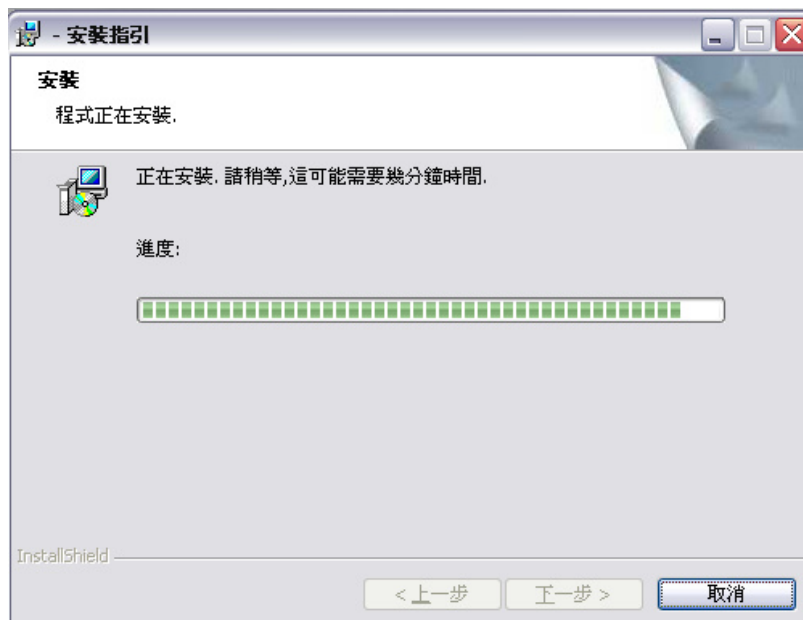 - 安裝指引
安裝
程式正在安裝.
正在安裝. 請稍等,這可能需要幾分鐘時間.
進度:
InstallShield
< 上一步
下一步 >
取消